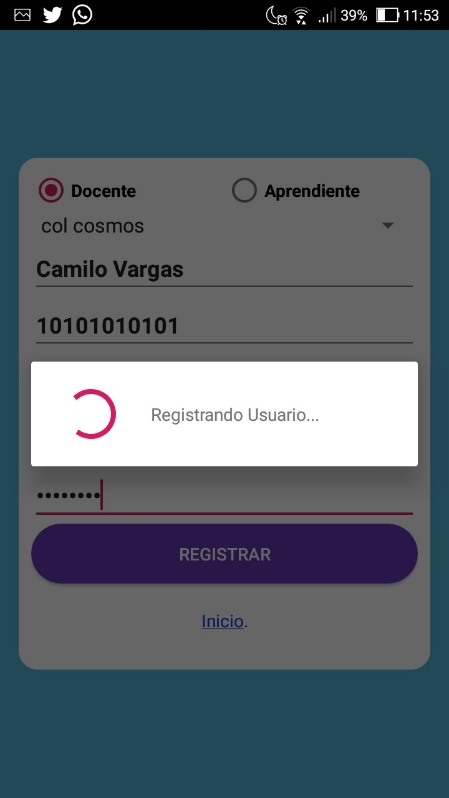 39% 11:53
Docente Aprendiente
col cosmos
Camilo Vargas
10101010101
Registrando Usuario...
••••••••
REGISTRAR
Inicio.